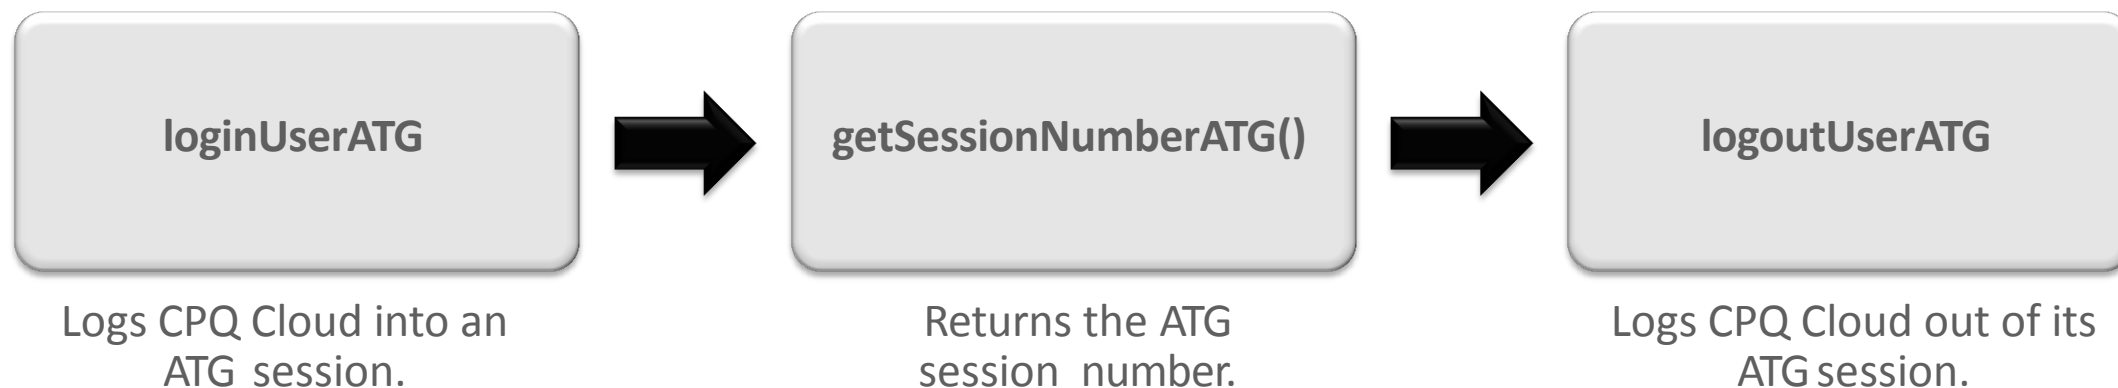 loginUserATG
getSessionNumberATG()
logoutUserATG
Logs CPQ Cloud into an
ATG session.
Returns the ATG
session number.
Logs CPQ Cloud out of its
ATG session.